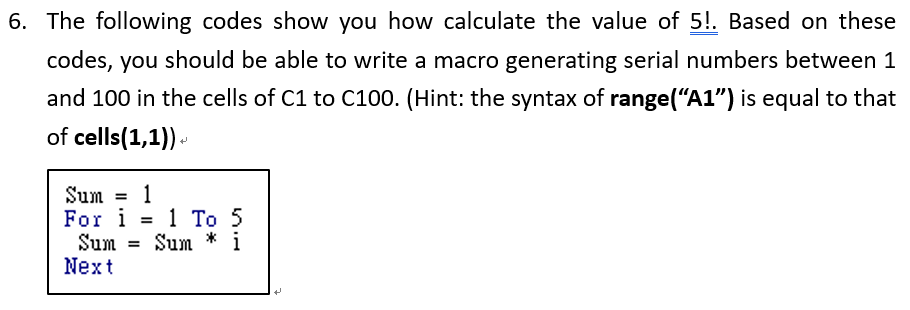 6. The following codes show you how calculate the value of 5!. Based on these
codes, you should be able to write a macro generating serial numbers between 1
and 100 in the cells of C1 to C100. (Hint: the syntax of range(“A1”) is equal to that
of cells(1,1))
Sum = 1
For i = 1 To 5
Sum = Sum * i
Next